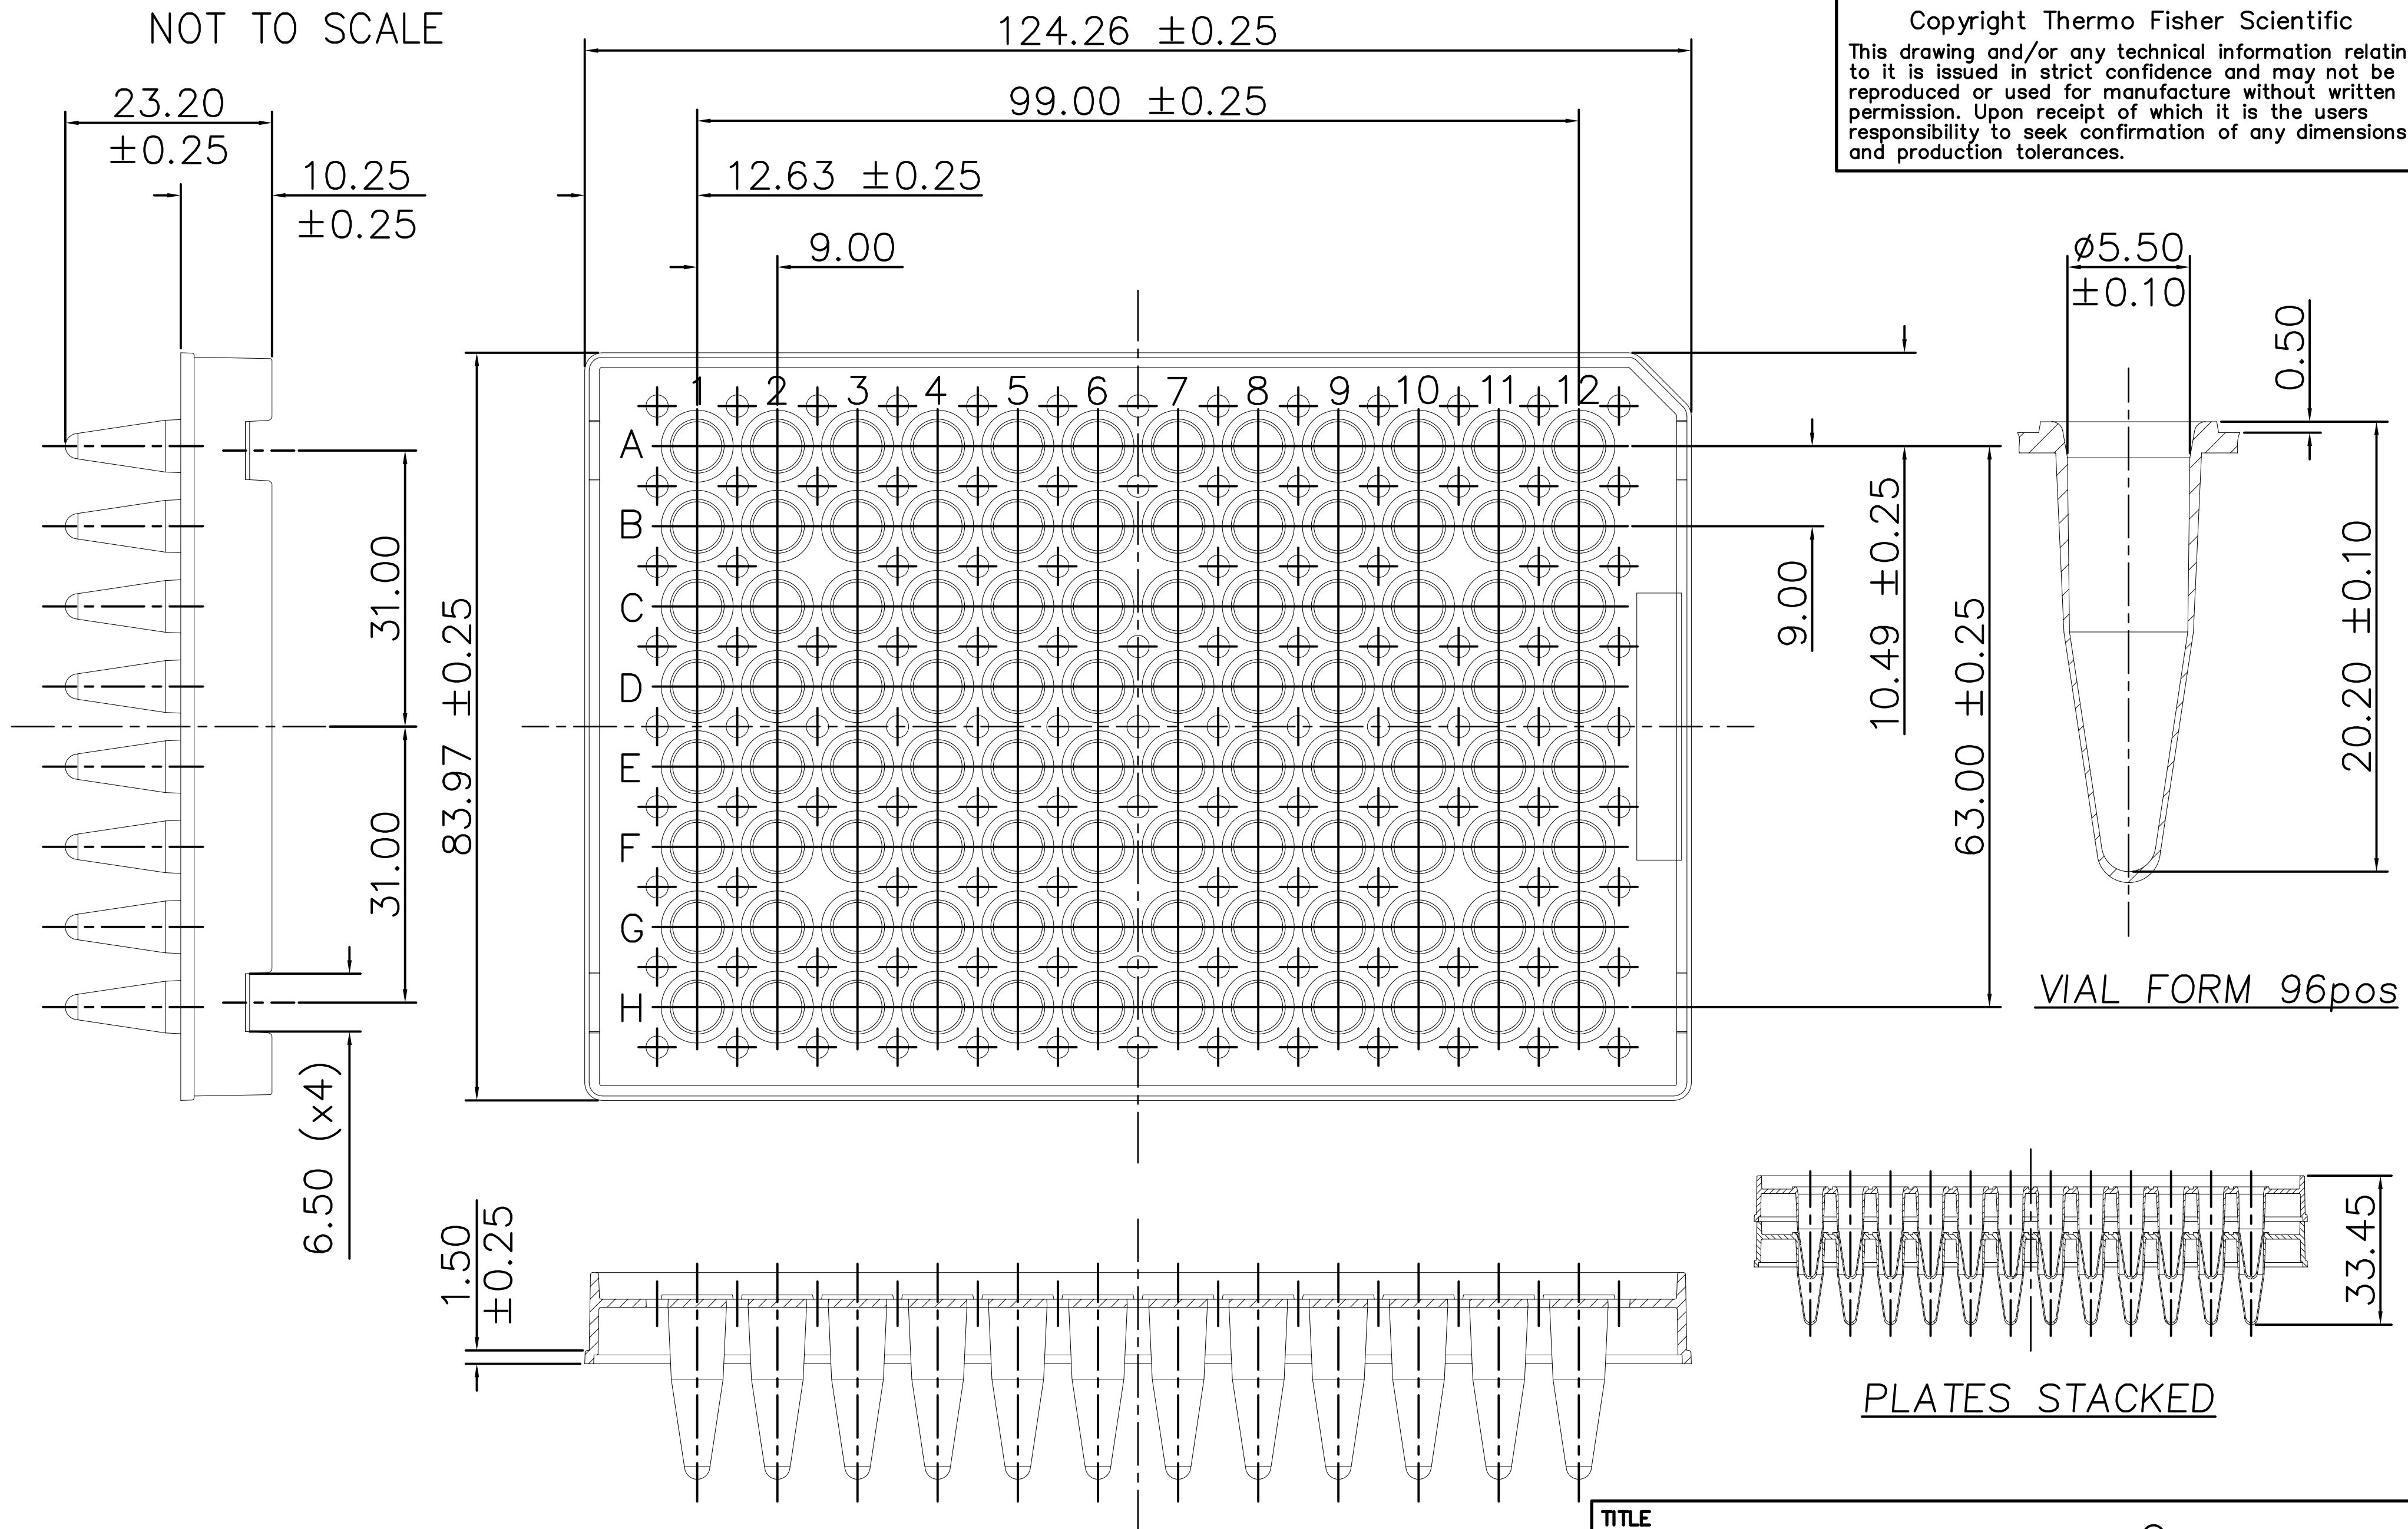 NOT TO SCALE
124.26 ±0.25
Copyright Thermo Fisher Scientific
This drawing and/or any technical information relatin
to it is issued in strict confidence and may not be
reproduced or used for manufacture without written
permission. Upon receipt of which it is the users
responsibility to seek confirmation of any dimensions
and production tolerances.
23.20
±0.25
99.00 ±0.25
10.25
±0.25
12.63 ±0.25
9.00
ø5.50
±0.10
0.50
1 2 3 4 5 6 7 8 9 10 11 12
A
B
C
D
E
F
G
H
31.00
31.00
83.97 ±0.25
6.50 (x4)
9.00
10.49 ±0.25
63.00 ±0.25
20.20 ±0.10
VIAL FORM 96pos
1.50
±0.25
33.45
PLATES STACKED
TITLE